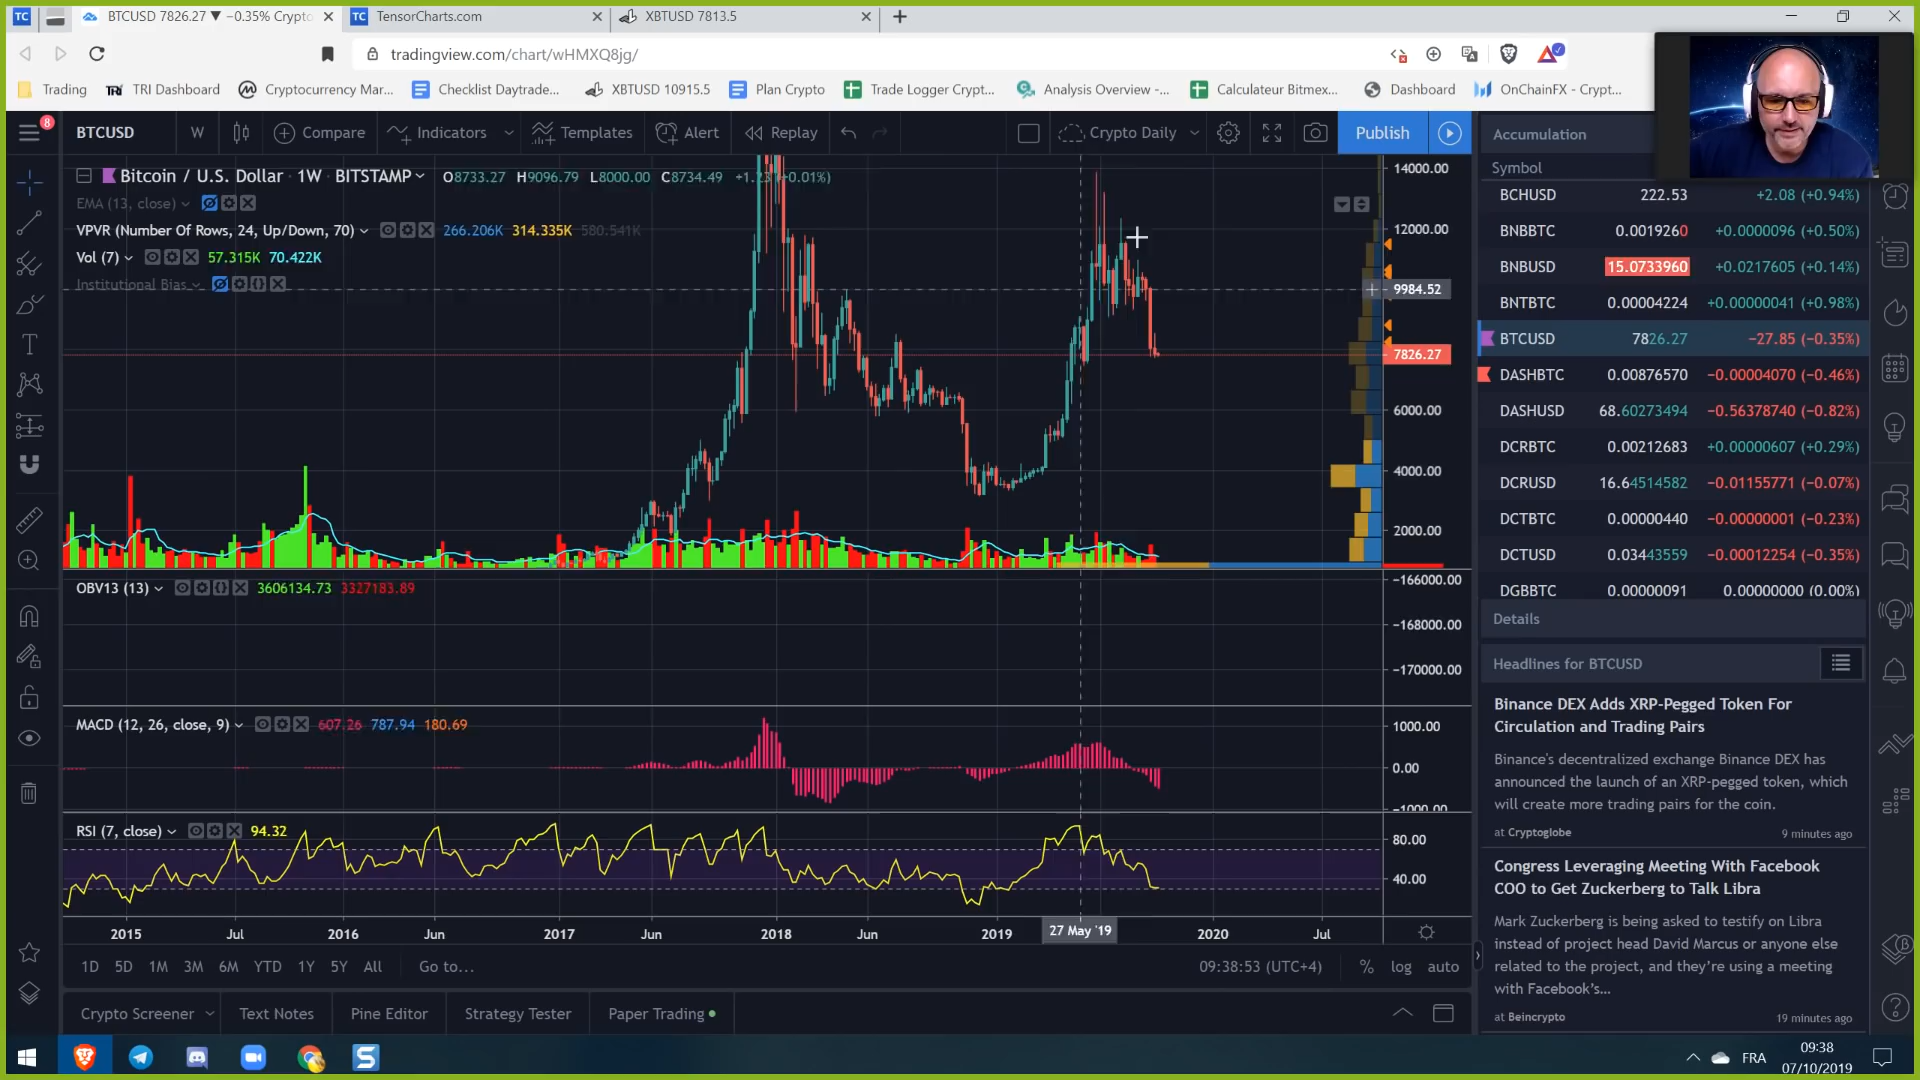 BTCUSD 7826.27 ▼ −0.35% Crypto
TensorCharts.com
XBTUSD 7813.5
tradingview.com/chart/wHMXQ8jg/
Trading
TRI Dashboard
Cryptocurrency Mar...
Checklist Daytrade...
XBTUSD 10915.5
Plan Crypto
Trade Logger Crypt...
Analysis Overview -...
Calculateur Bitmex...
Dashboard
OnChainFX - Crypt...
8
BTCUSD
W
Compare
Indicators
Templates
Alert
Replay
Crypto Daily
Publish
Bitcoin / U.S. Dollar · 1W · BITSTAMP
O8733.27 H9096.79 L8000.00 C8734.49
EMA (13, close)
VPVR (Number Of Rows, 24, Up/Down, 70) 266.206K 314.335K 580.541K
Vol (7) 57.315K 70.422K
Institutional Bias
14000.00
12000.00
9984.52
7826.27
6000.00
4000.00
2000.00
OBV13 (13) 3606134.73 3327183.89
−166000.00
−168000.00
−170000.00
MACD (12, 26, close, 9) 607.26 787.94 180.69
1000.00
0.00
−1000.00
RSI (7, close) 94.32
80.00
40.00
2015 Jul 2016 Jun 2017 Jun 2018 Jun 2019 27 May '19 2020 Jul
1D 5D 1M 3M 6M YTD 1Y 5Y All Go to...
09:38:53 (UTC+4) % log auto
Crypto Screener
Text Notes
Pine Editor
Strategy Tester
Paper Trading
Accumulation
Symbol
BCHUSD 222.53 +2.08 (+0.94%)
BNBBTC 0.0019260 +0.0000096 (+0.50%)
BNBUSD 15.0733960 +0.0217605 (+0.14%)
BNTBTC 0.00004224 +0.00000041 (+0.98%)
BTCUSD 7826.27 −27.85 (−0.35%)
DASHBTC 0.00876570 −0.00004070 (−0.46%)
DASHUSD 68.60273494 −0.56378740 (−0.82%)
DCRBTC 0.00212683 +0.00000607 (+0.29%)
DCRUSD 16.64514582 −0.01155771 (−0.07%)
DCTBTC 0.00000440 −0.00000001 (−0.23%)
DCTUSD 0.03443559 −0.00012254 (−0.35%)
DGBBTC 0.00000091 0.00000000 (0.00%)
Details
Headlines for BTCUSD
Binance DEX Adds XRP-Pegged Token For
Circulation and Trading Pairs
Binance's decentralized exchange Binance DEX has
announced the launch of an XRP-pegged token, which
will create more trading pairs for the coin.
at Cryptoglobe 9 minutes ago
Congress Leveraging Meeting With Facebook
COO to Get Zuckerberg to Talk Libra
Mark Zuckerberg is being asked to testify on Libra
instead of project head David Marcus or anyone else
related to the project, and they're using a meeting
with Facebook's...
at Beincrypto 19 minutes ago
FRA
09:38
07/10/2019